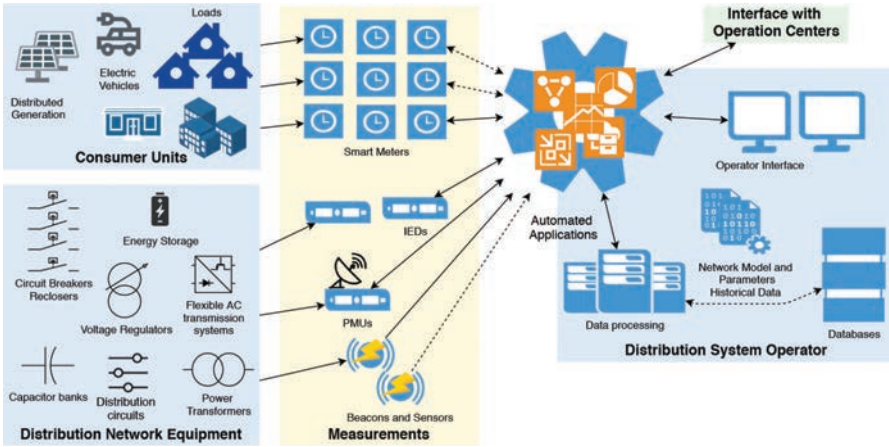 Loads
Electric
Vehicles
Distributed
Generation
Consumer Units
Smart Meters
Interface with
Operation Centers
Operator Interface
Energy Storage
Circuit Breakers
Reclosers
Voltage Regulators
Flexible AC
transmission
systems
Capacitor banks
Distribution
circuits
Power
Transformers
Distribution Network Equipment
IEDs
PMUs
Beacons and Sensors
Measurements
Automated
Applications
Network Model and
Parameters
Historical Data
Data processing
Databases
Distribution System Operator